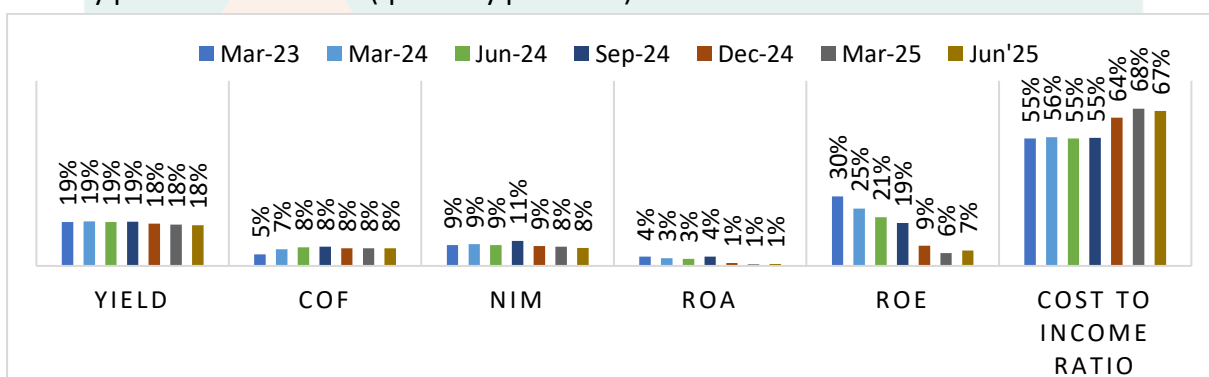 Mar-23 Mar-24 Jun-24 Sep-24 Dec-24 Mar-25 Jun'25
19% 19% 19% 19% 18% 18% 18%
5% 7% 8% 8% 8% 8% 8%
9% 9% 9% 11% 9% 8% 8%
4% 3% 3% 4% 1% 1% 1%
30% 25% 21% 19% 9% 6% 7%
55% 56% 55% 55% 64% 68% 67%
YIELD
COF
NIM
ROA
ROE
COST TO
INCOME
RATIO